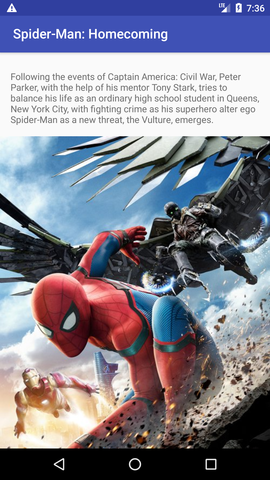 LTE 7:36
Spider-Man: Homecoming
Following the events of Captain America: Civil War, Peter
Parker, with the help of his mentor Tony Stark, tries to
balance his life as an ordinary high school student in Queens,
New York City, with fighting crime as his superhero alter ego
Spider-Man as a new threat, the Vulture, emerges.